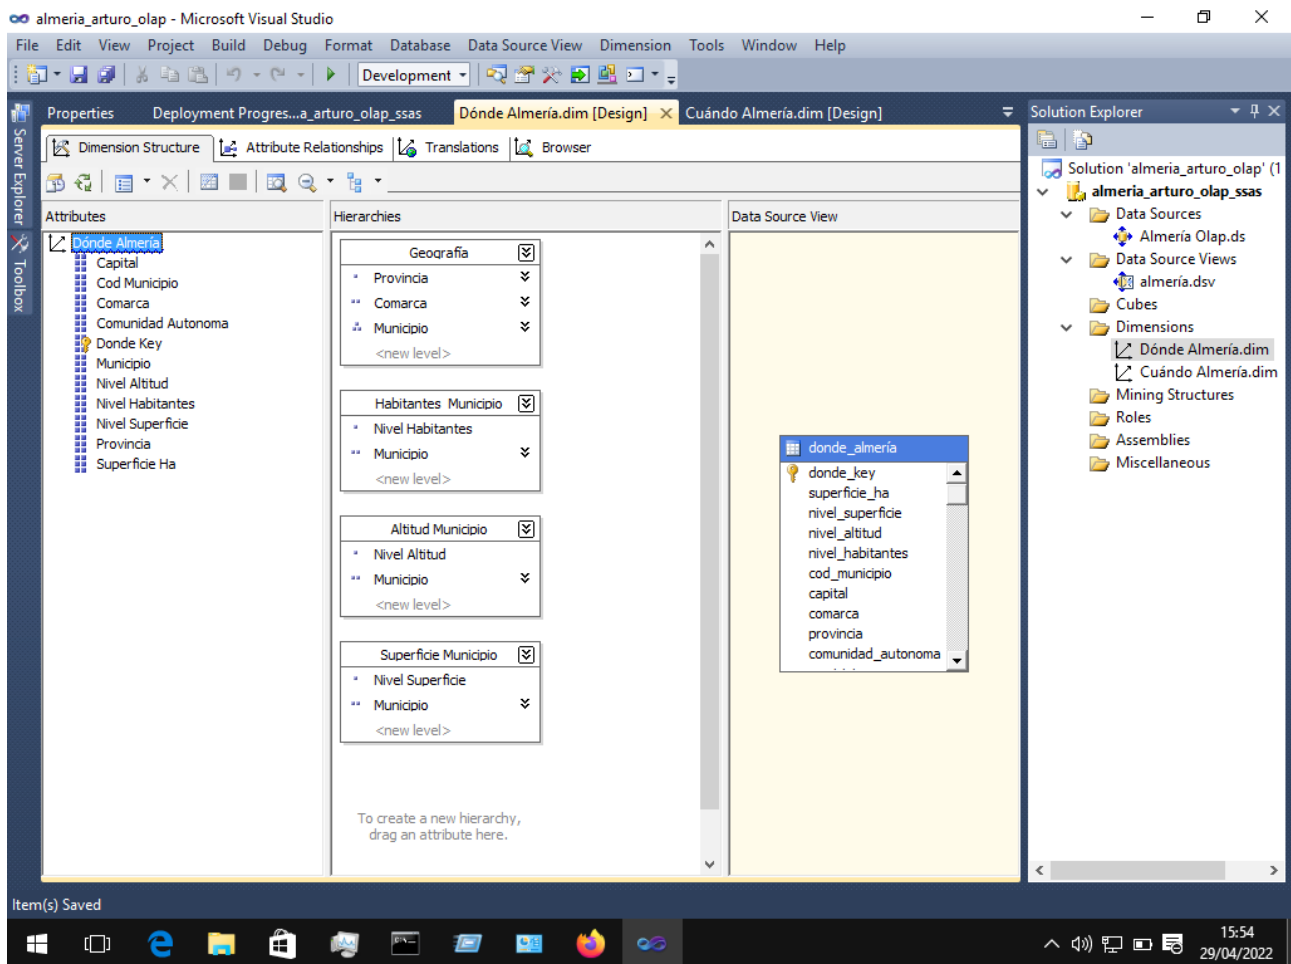 almeria_arturo_olap - Microsoft Visual Studio
File Edit View Project Build Debug Format Database Data Source View Dimension Tools Window Help
Development
Server Explorer
Toolbox
Properties Deployment Progres...a_arturo_olap_ssas Dónde Almería.dim [Design] Cuándo Almería.dim [Design]
Dimension Structure Attribute Relationships Translations Browser
Attributes
Dónde Almería
Capital
Cod Municipio
Comarca
Comunidad Autonoma
Donde Key
Municipio
Nivel Altitud
Nivel Habitantes
Nivel Superficie
Provincia
Superficie Ha
Hierarchies
Geografía
Provincia
Comarca
Municipio
<new level>
Habitantes Municipio
Nivel Habitantes
Municipio
<new level>
Altitud Municipio
Nivel Altitud
Municipio
<new level>
Superficie Municipio
Nivel Superficie
Municipio
<new level>
To create a new hierarchy,
drag an attribute here.
Data Source View
donde_almería
donde_key
superficie_ha
nivel_superficie
nivel_altitud
nivel_habitantes
cod_municipio
capital
comarca
provincia
comunidad_autonoma
Solution Explorer
Solution 'almeria_arturo_olap' (1
almeria_arturo_olap_ssas
Data Sources
Almería Olap.ds
Data Source Views
almería.dsv
Cubes
Dimensions
Dónde Almería.dim
Cuándo Almería.dim
Mining Structures
Roles
Assemblies
Miscellaneous
Item(s) Saved
15:54
29/04/2022